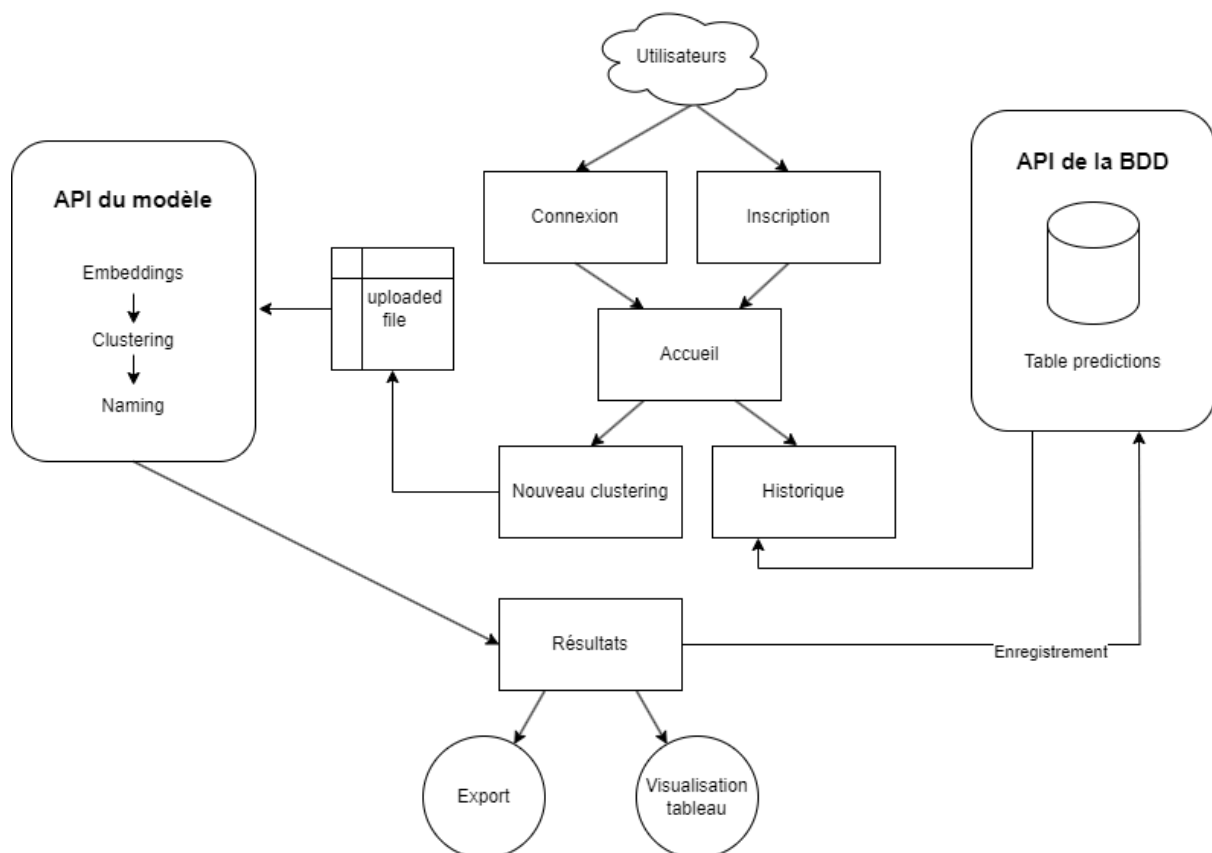 Utilisateurs
API du modèle
API de la BDD
Connexion
Inscription
Embeddings
uploaded
file
Clustering
Accueil
Table predictions
Naming
Nouveau clustering
Historique
Résultats
Enregistrement
Export
Visualisation
tableau